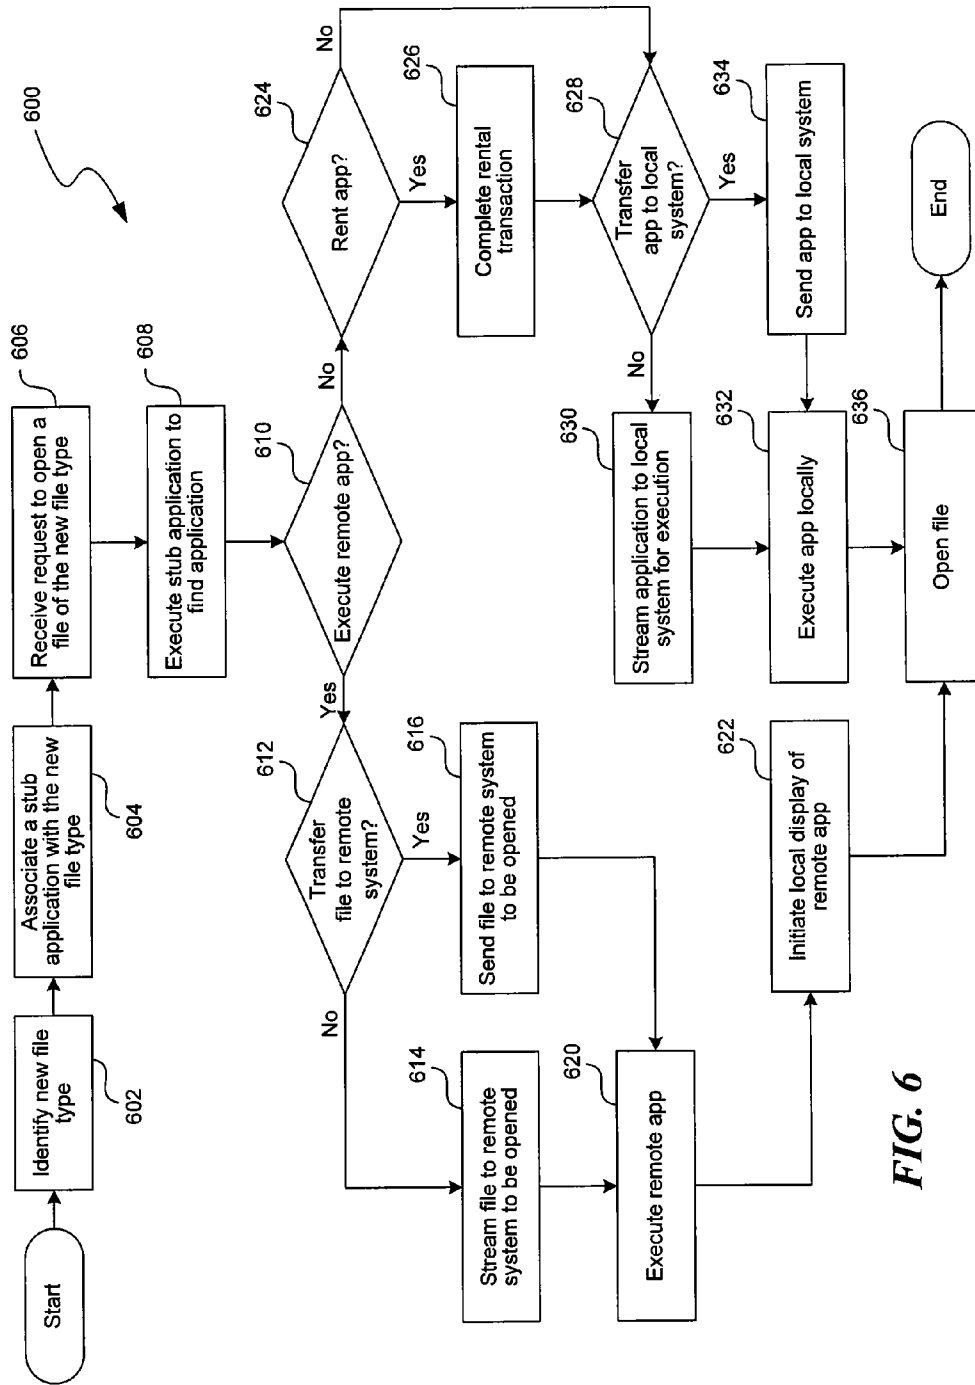 600
Start
Identify new file
type
602
Associate a stub
application with the new
file type
604
Receive request to open a
file of the new file type
606
Execute stub application to
find application
608
Execute remote app?
610
Yes
No
Transfer
file to remote
system?
612
No
Yes
Stream file to remote
system to be opened
614
Send file to remote system
to be opened
616
Execute remote app
620
Initiate local display of
remote app
622
Rent app?
624
No
Yes
Complete rental
transaction
626
Transfer
app to local
system?
628
No
Yes
Stream application to local
system for execution
630
Send app to local system
634
Execute app locally
632
Open file
636
End
FIG. 6